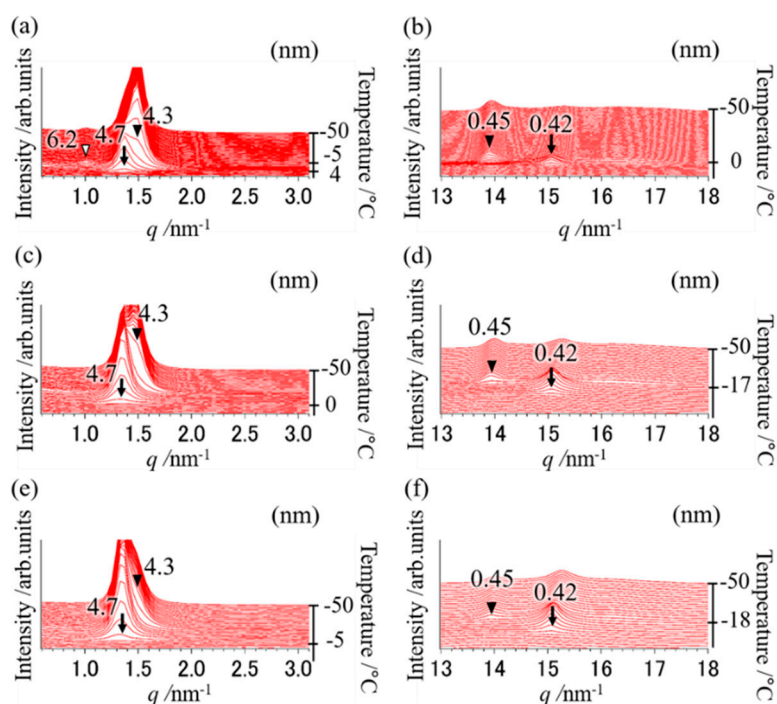 (a) (nm)
Intensity /arb.units
6.2
4.7
4.3
-50
-5
4
Temperature /°C
1.0 1.5 2.0 2.5 3.0
q /nm-1
(b) (nm)
Intensity /arb.units
0.45
0.42
-50
0
Temperature /°C
13 14 15 16 17 18
q /nm-1
(c) (nm)
Intensity /arb.units
4.7
4.3
-50
0
Temperature /°C
1.0 1.5 2.0 2.5 3.0
q /nm-1
(d) (nm)
Intensity /arb.units
0.45
0.42
-50
-17
Temperature /°C
13 14 15 16 17 18
q /nm-1
(e) (nm)
Intensity /arb.units
4.7
4.3
-50
-5
Temperature /°C
1.0 1.5 2.0 2.5 3.0
q /nm-1
(f) (nm)
Intensity /arb.units
0.45
0.42
-50
-18
Temperature /°C
13 14 15 16 17 18
q /nm-1